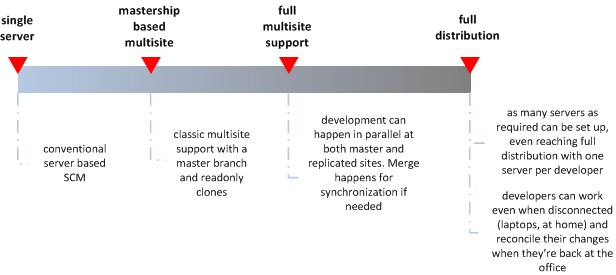 single
server
mastership
based
multisite
full
multisite
support
full
distribution
conventional
server based
SCM
classic multisite
support with a
master branch
and readonly
clones
development can
happen in parallel at
both master and
replicated sites. Merge
happens for
synchronization if
needed
as many servers as
required can be set up,
even reaching full
distribution with one
server per developer
developers can work
even when disconnected
(laptops, at home) and
reconcile their changes
when they're back at the
office